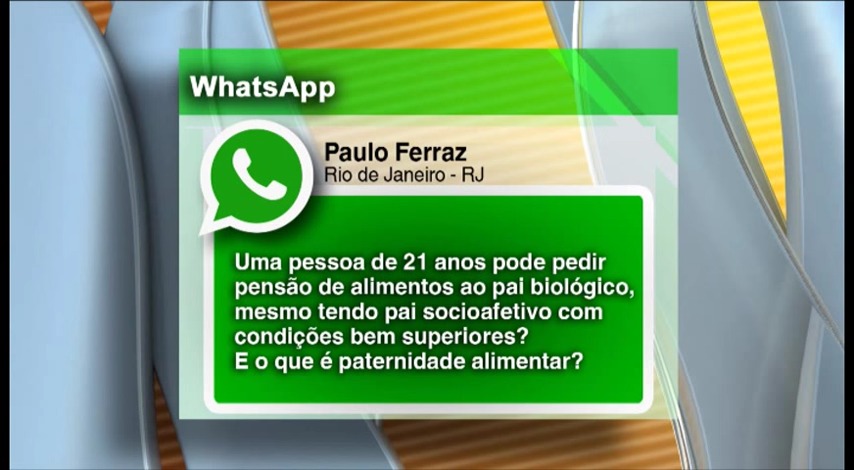 WhatsApp
Paulo Ferraz
Rio de Janeiro - RJ
Uma pessoa de 21 anos pode pedir
pensão de alimentos ao pai biológico,
mesmo tendo pai socioafetivo com
condições bem superiores?
E o que é paternidade alimentar?